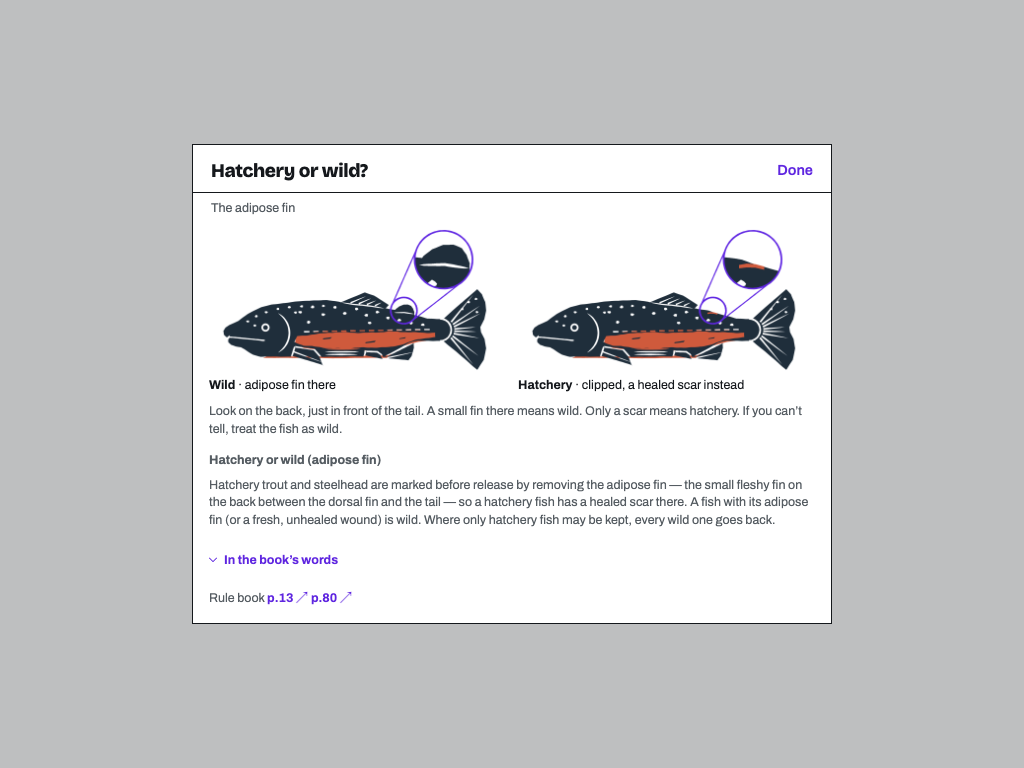 Hatchery or wild?
Done
The adipose fin
Wild · adipose fin there
Hatchery · clipped, a healed scar instead
Look on the back, just in front of the tail. A small fin there means wild. Only a scar means hatchery. If you can’t
tell, treat the fish as wild.
Hatchery or wild (adipose fin)
Hatchery trout and steelhead are marked before release by removing the adipose fin — the small fleshy fin on
the back between the dorsal fin and the tail — so a hatchery fish has a healed scar there. A fish with its adipose
fin (or a fresh, unhealed wound) is wild. Where only hatchery fish may be kept, every wild one goes back.
In the book’s words
Rule book p.13 p.80